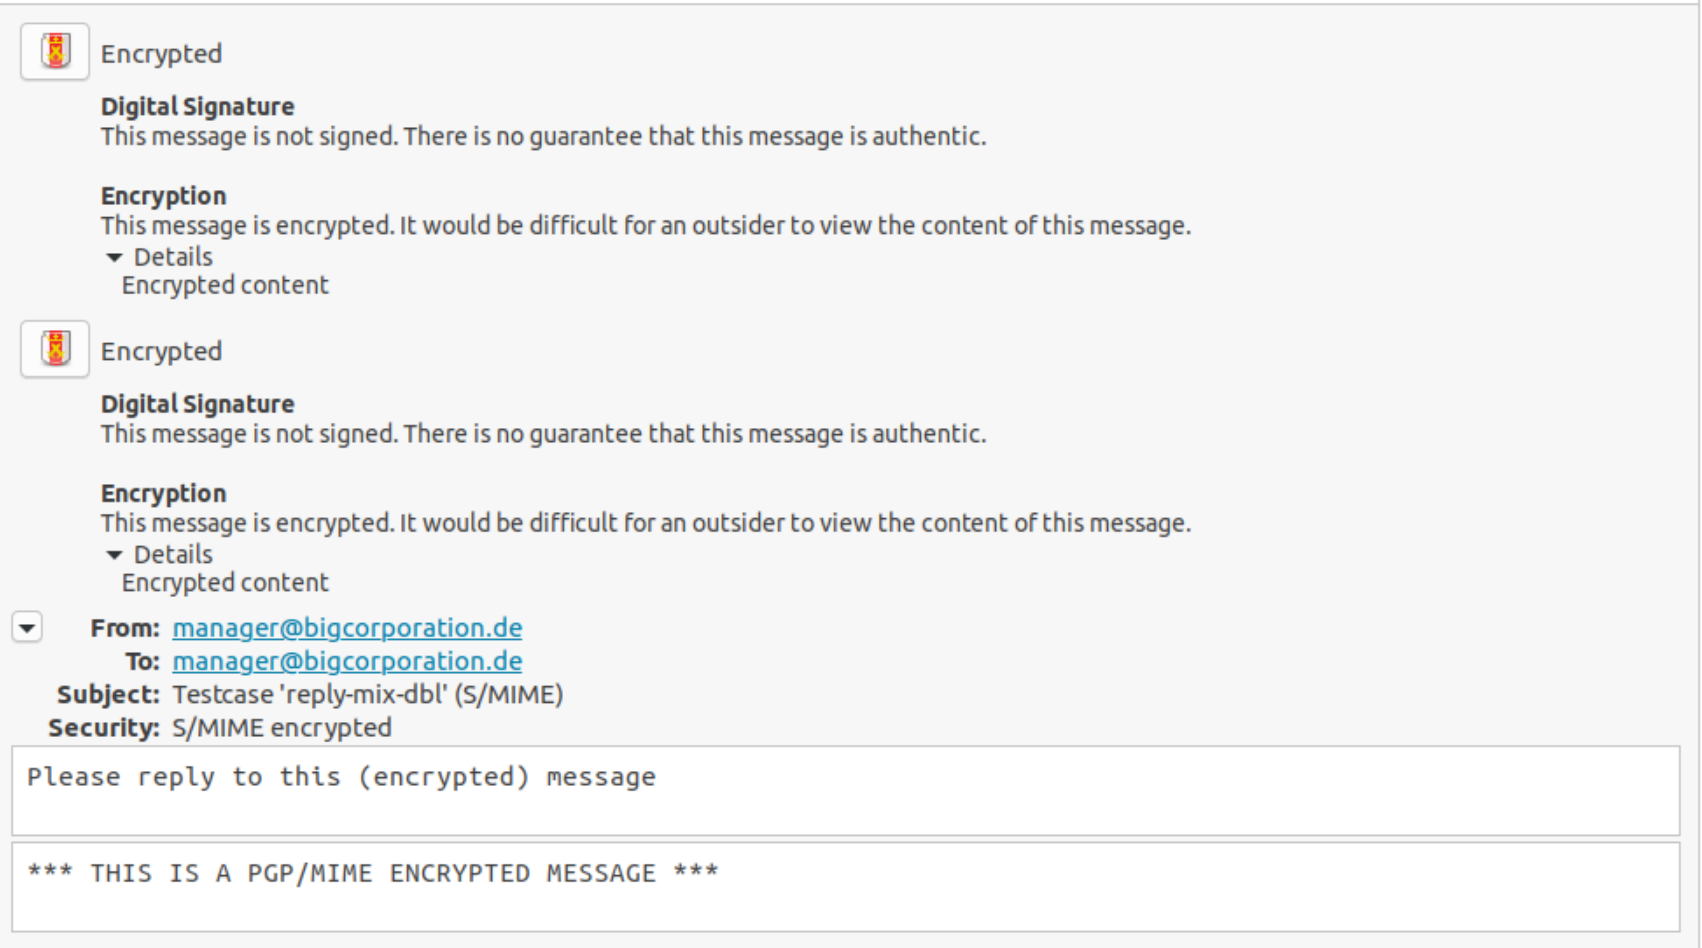 Encrypted
Digital Signature
This message is not signed. There is no guarantee that this message is authentic.
Encryption
This message is encrypted. It would be difficult for an outsider to view the content of this message.
Details
Encrypted content
Encrypted
Digital Signature
This message is not signed. There is no guarantee that this message is authentic.
Encryption
This message is encrypted. It would be difficult for an outsider to view the content of this message.
Details
Encrypted content
From: manager@bigcorporation.de
To: manager@bigcorporation.de
Subject: Testcase 'reply-mix-dbl' (S/MIME)
Security: S/MIME encrypted
Please reply to this (encrypted) message
*** THIS IS A PGP/MIME ENCRYPTED MESSAGE ***